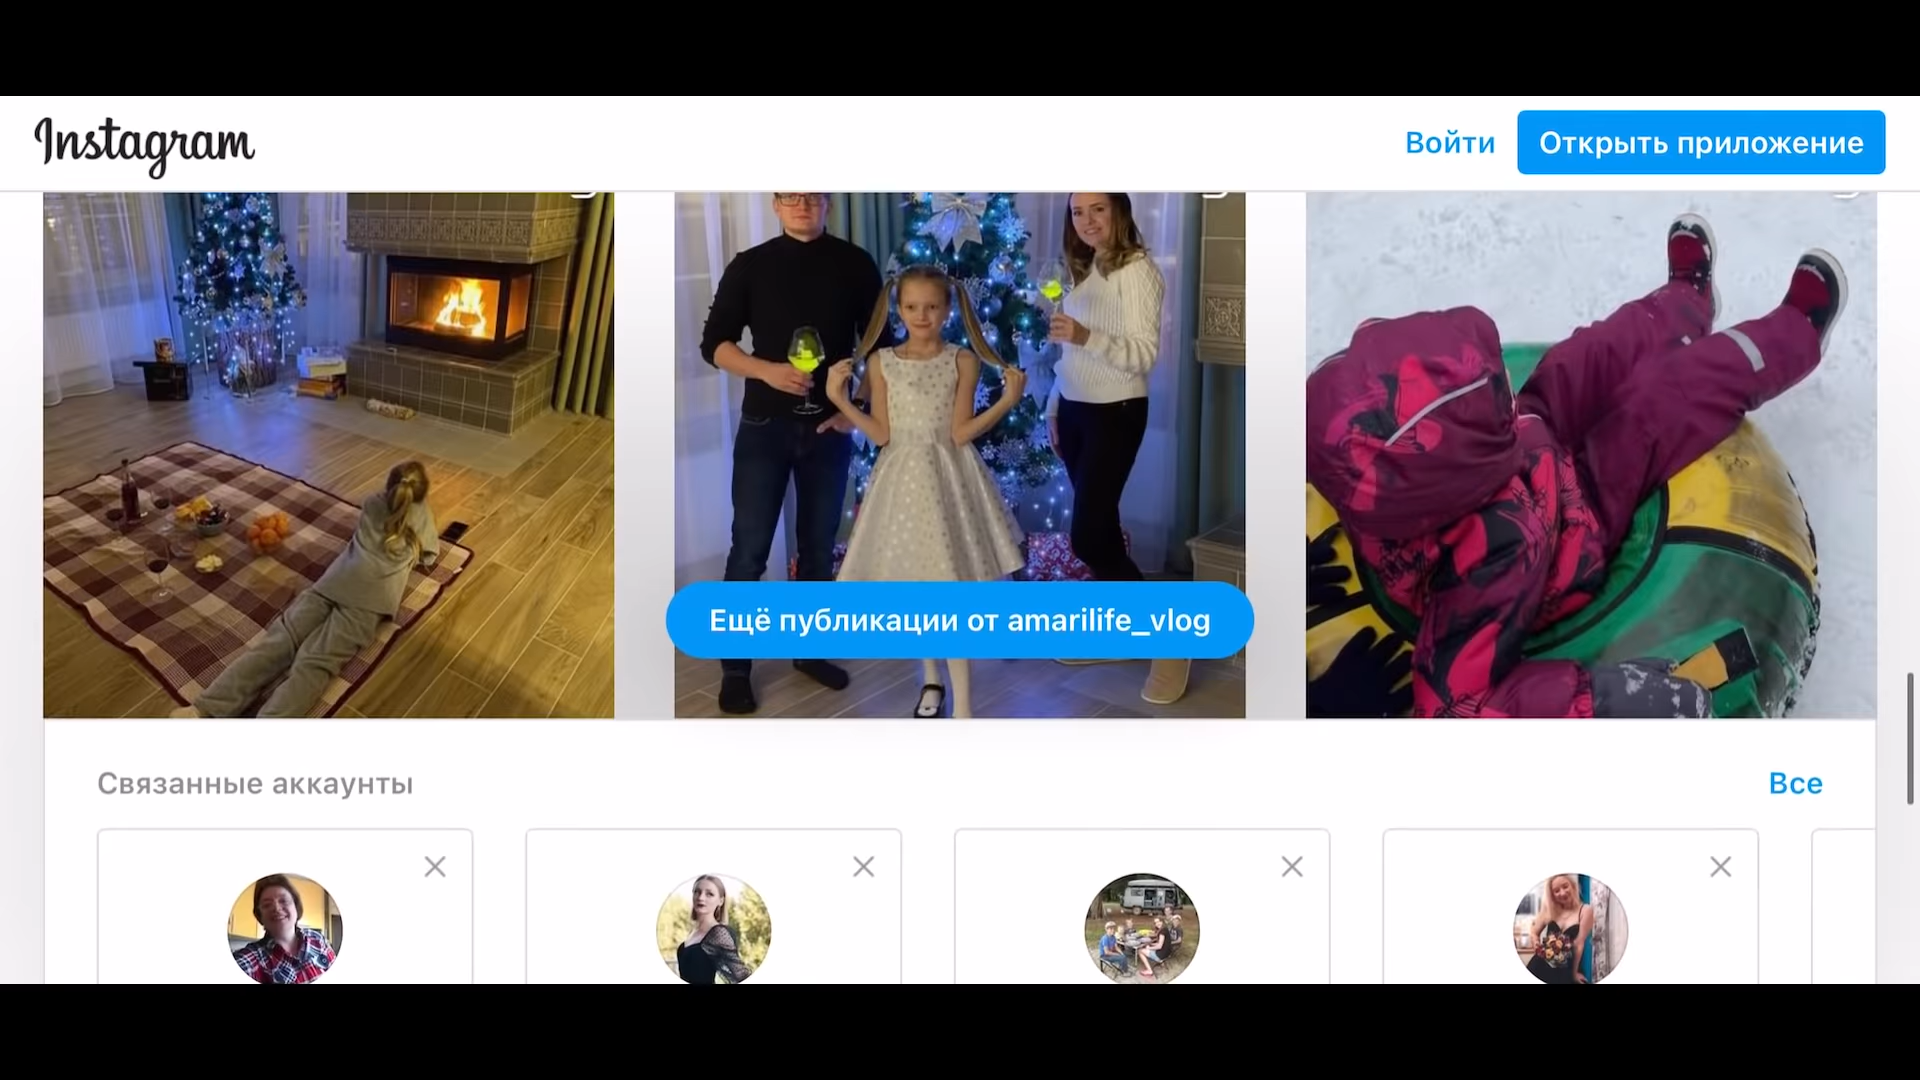 Instagram
Войти
Открыть приложение
Ещё публикации от amarilife_vlog
Связанные аккаунты
Все